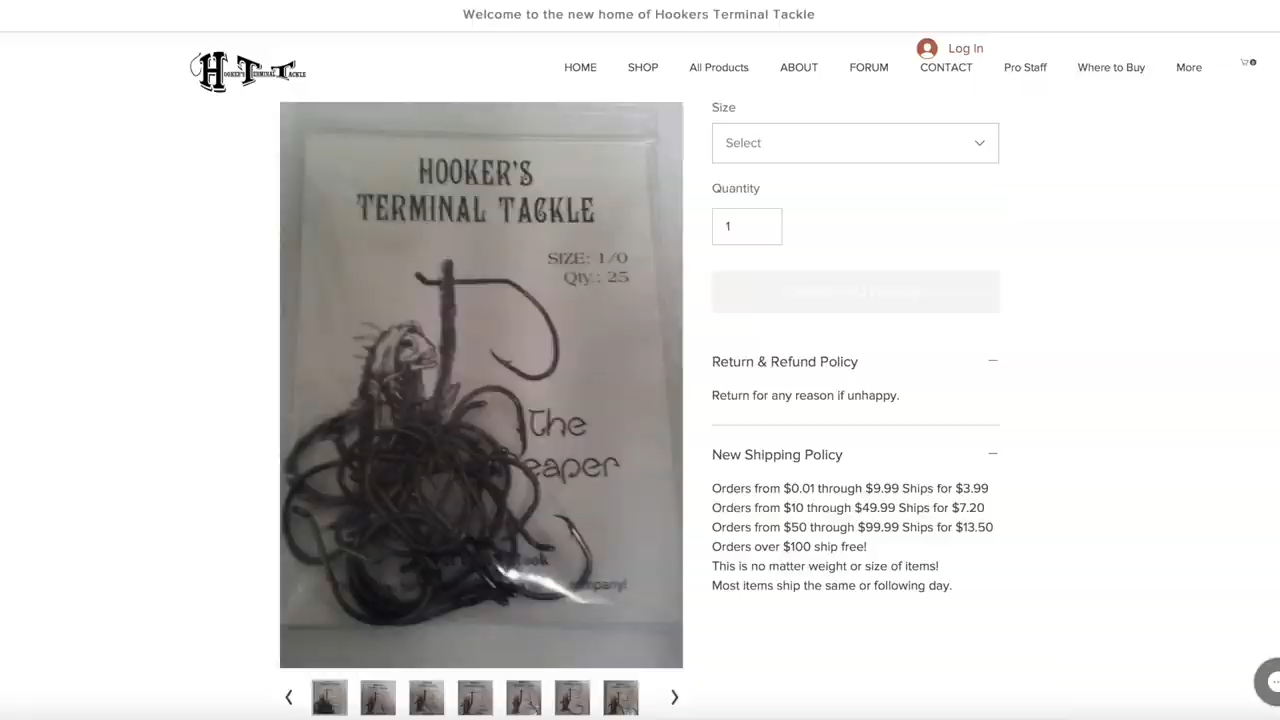 Welcome to the new home of Hookers Terminal Tackle
Log In
HOOKER'S TERMINAL TACKLE
HOME SHOP All Products ABOUT FORUM CONTACT Pro Staff Where to Buy More
HOOKER'S
TERMINAL TACKLE
SIZE: 1/0
Qty.: 25
The
eaper
Size
Select
Quantity
1
Return & Refund Policy
Return for any reason if unhappy.
New Shipping Policy
Orders from $0.01 through $9.99 Ships for $3.99
Orders from $10 through $49.99 Ships for $7.20
Orders from $50 through $99.99 Ships for $13.50
Orders over $100 ship free!
This is no matter weight or size of items!
Most items ship the same or following day.